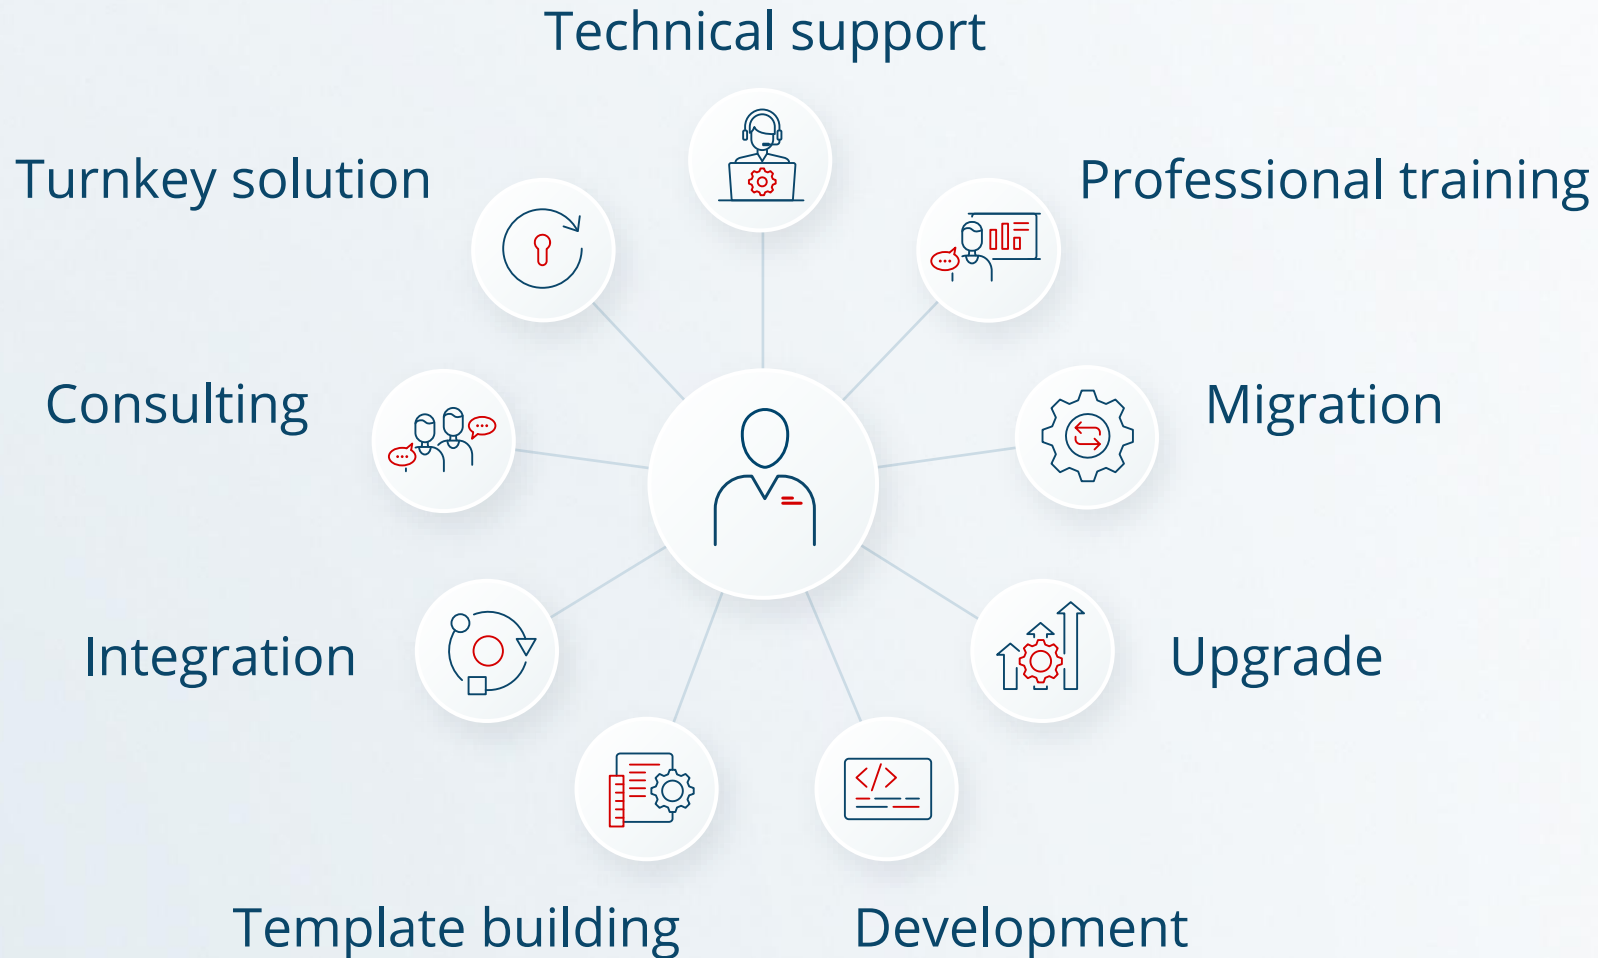 Technical support
Turnkey solution
Professional training
Consulting
Migration
Integration
Upgrade
Template building
Development